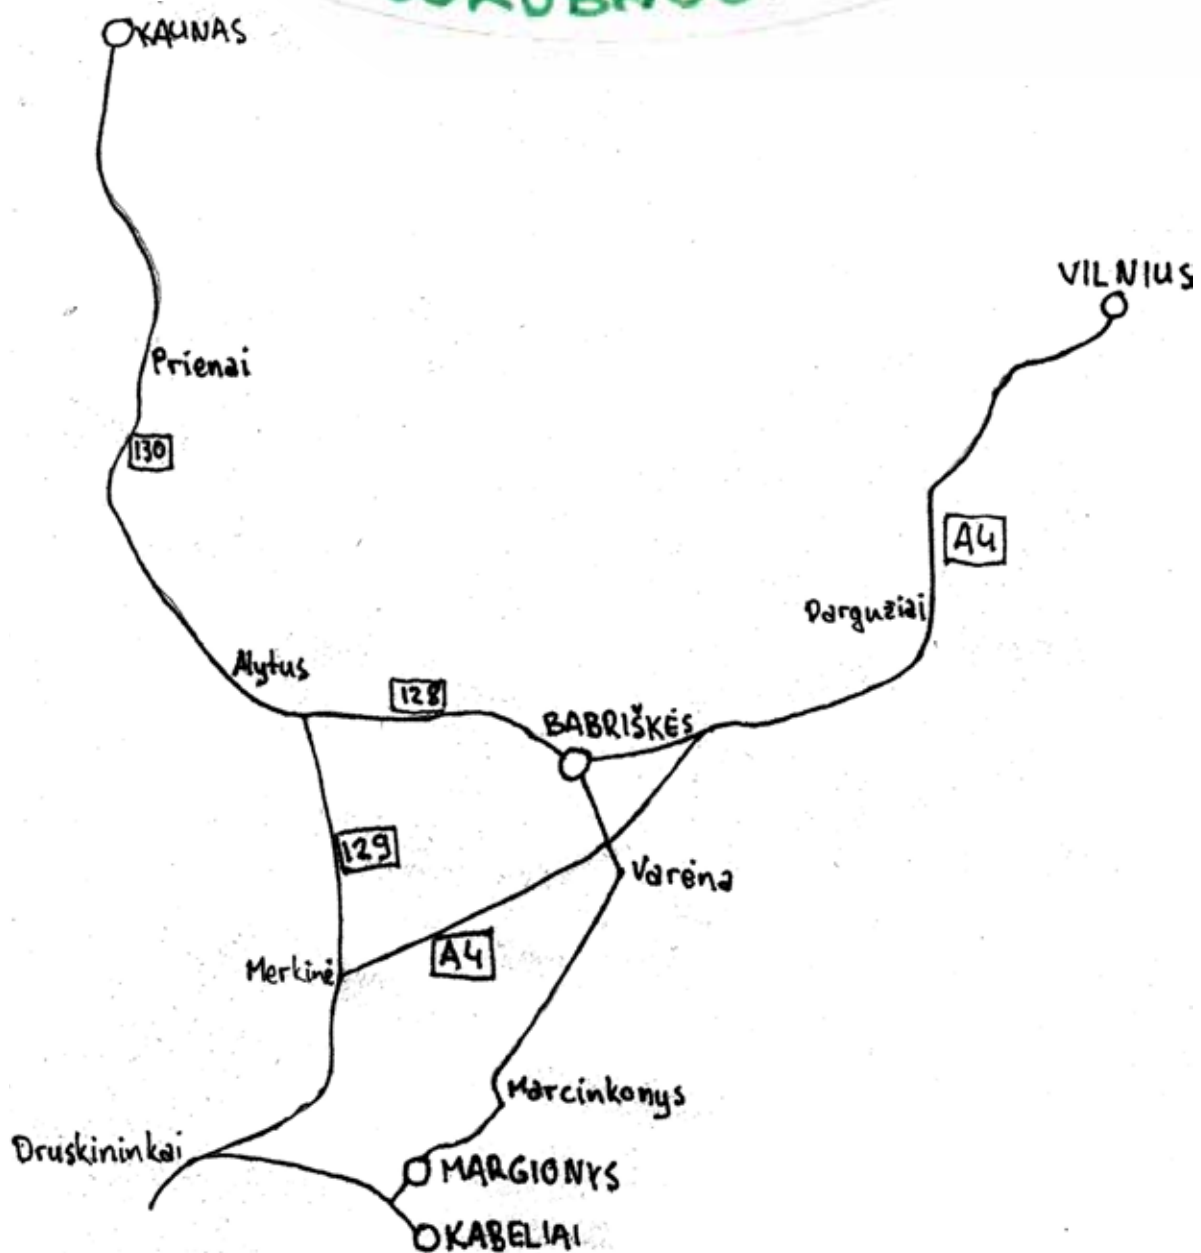 KAUNAS
VILNIUS
Prienai
130
A4
Dargužiai
Alytus
128
BABRIŠKĖS
129
Varėna
A4
Merkinė
Marcinkonys
Druskininkai
MARGIONYS
KABELIAI